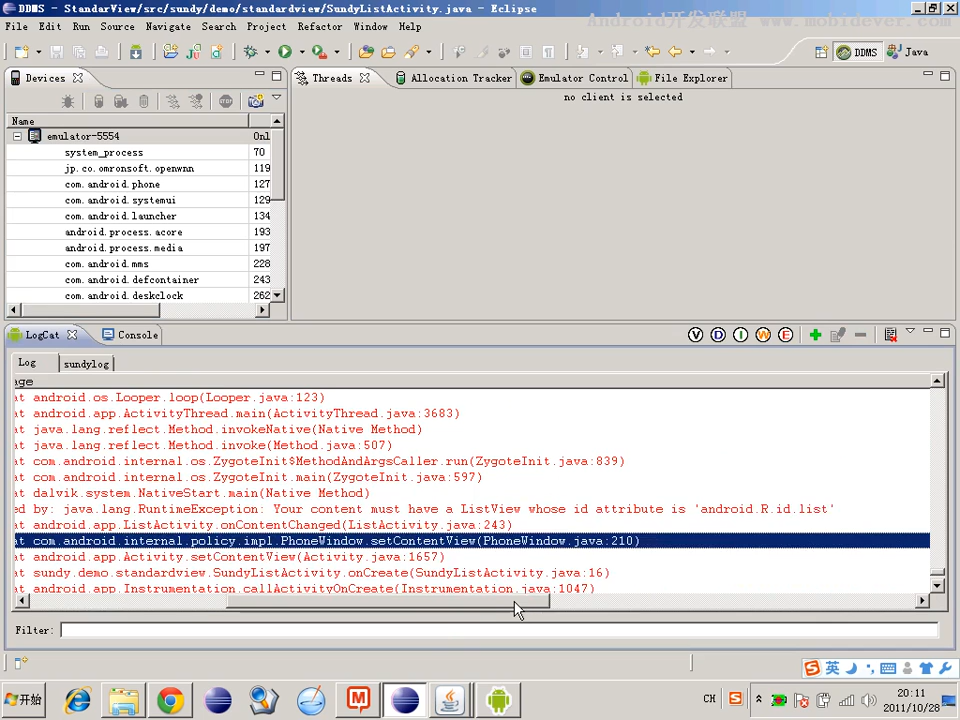 DDMS - StandarView/src/sundy/demo/standardview/SundyListActivity.java - Eclipse
Android开发联盟 www.mobidever.com
File Edit Run Source Navigate Search Project Refactor Window Help
DDMS Java
Devices
Threads Allocation Tracker Emulator Control File Explorer
no client is selected
Name
emulator-5554 Onl
system_process 70
jp.co.omronsoft.openwnn 119
com.android.phone 127
com.android.systemui 129
com.android.launcher 134
android.process.acore 193
android.process.media 197
com.android.mms 228
com.android.defcontainer 243
com.android.deskclock 262
LogCat Console
V D I W E
Log sundylog
age
at android.os.Looper.loop(Looper.java:123)
at android.app.ActivityThread.main(ActivityThread.java:3683)
at java.lang.reflect.Method.invokeNative(Native Method)
at java.lang.reflect.Method.invoke(Method.java:507)
at com.android.internal.os.ZygoteInit$MethodAndArgsCaller.run(ZygoteInit.java:839)
at com.android.internal.os.ZygoteInit.main(ZygoteInit.java:597)
at dalvik.system.NativeStart.main(Native Method)
ed by: java.lang.RuntimeException: Your content must have a ListView whose id attribute is 'android.R.id.list'
at android.app.ListActivity.onContentChanged(ListActivity.java:243)
at com.android.internal.policy.impl.PhoneWindow.setContentView(PhoneWindow.java:210)
at android.app.Activity.setContentView(Activity.java:1657)
at sundy.demo.standardview.SundyListActivity.onCreate(SundyListActivity.java:16)
at android.app.Instrumentation.callActivityOnCreate(Instrumentation.java:1047)
Filter:
英
开始
CH
20:11
2011/10/28